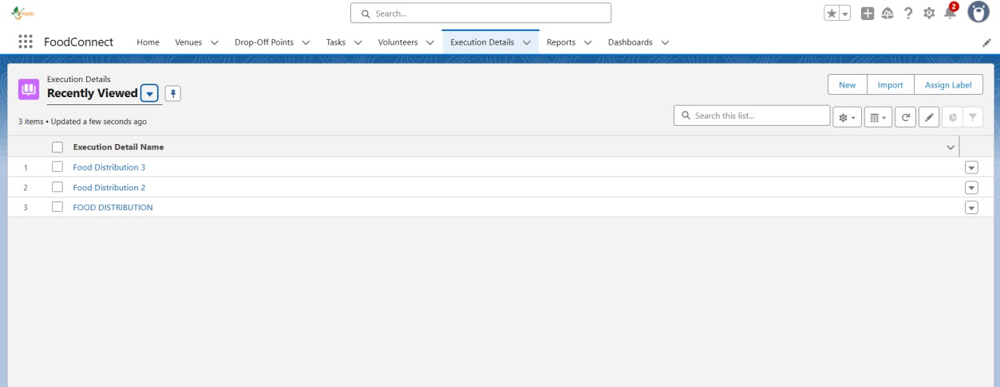 FOOD
Search...
2
FoodConnect
Home
Venues
Drop-Off Points
Tasks
Volunteers
Execution Details
Reports
Dashboards
Execution Details
Recently Viewed
New
Import
Assign Label
3 items • Updated a few seconds ago
Search this list...
Execution Detail Name
1 Food Distribution 3
2 Food Distribution 2
3 FOOD DISTRIBUTION